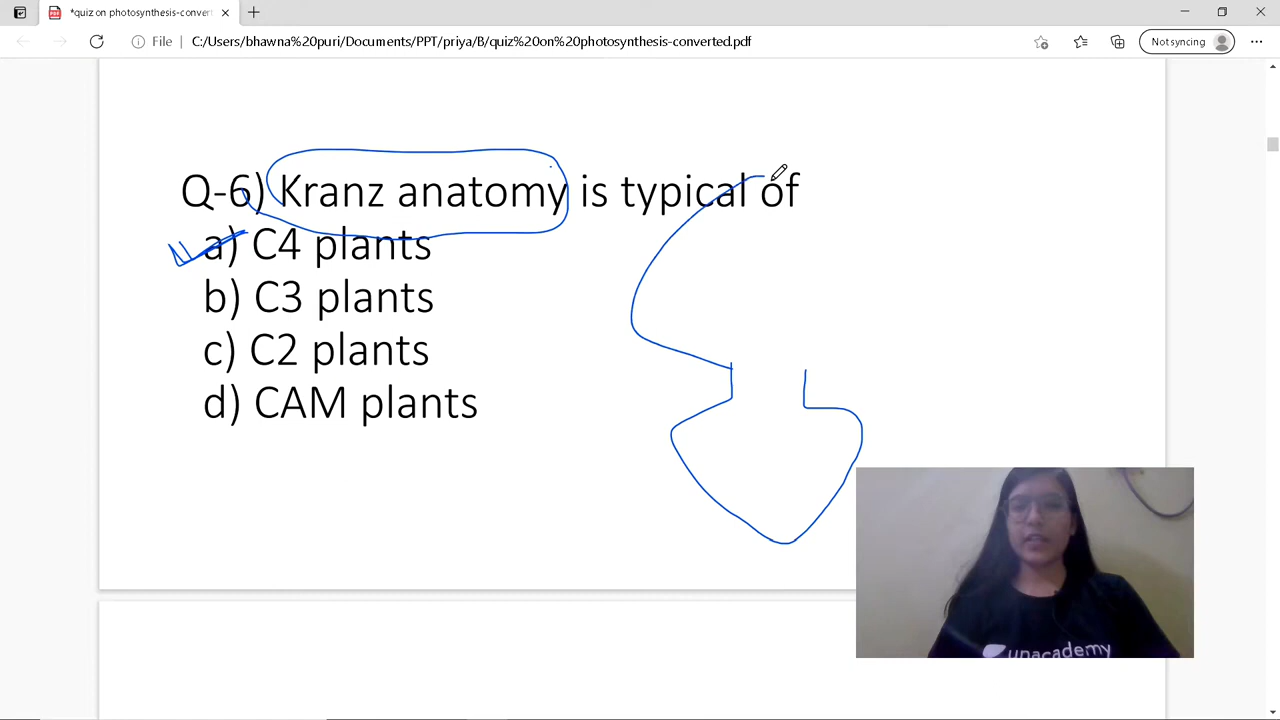 *quiz on photosynthesis-convert
File
C:/Users/bhawna%20puri/Documents/PPT/priya/B/quiz%20on%20photosynthesis-converted.pdf
Not syncing
Q-6) Kranz anatomy is typical of
a) C4 plants
b) C3 plants
c) C2 plants
d) CAM plants
unacademy